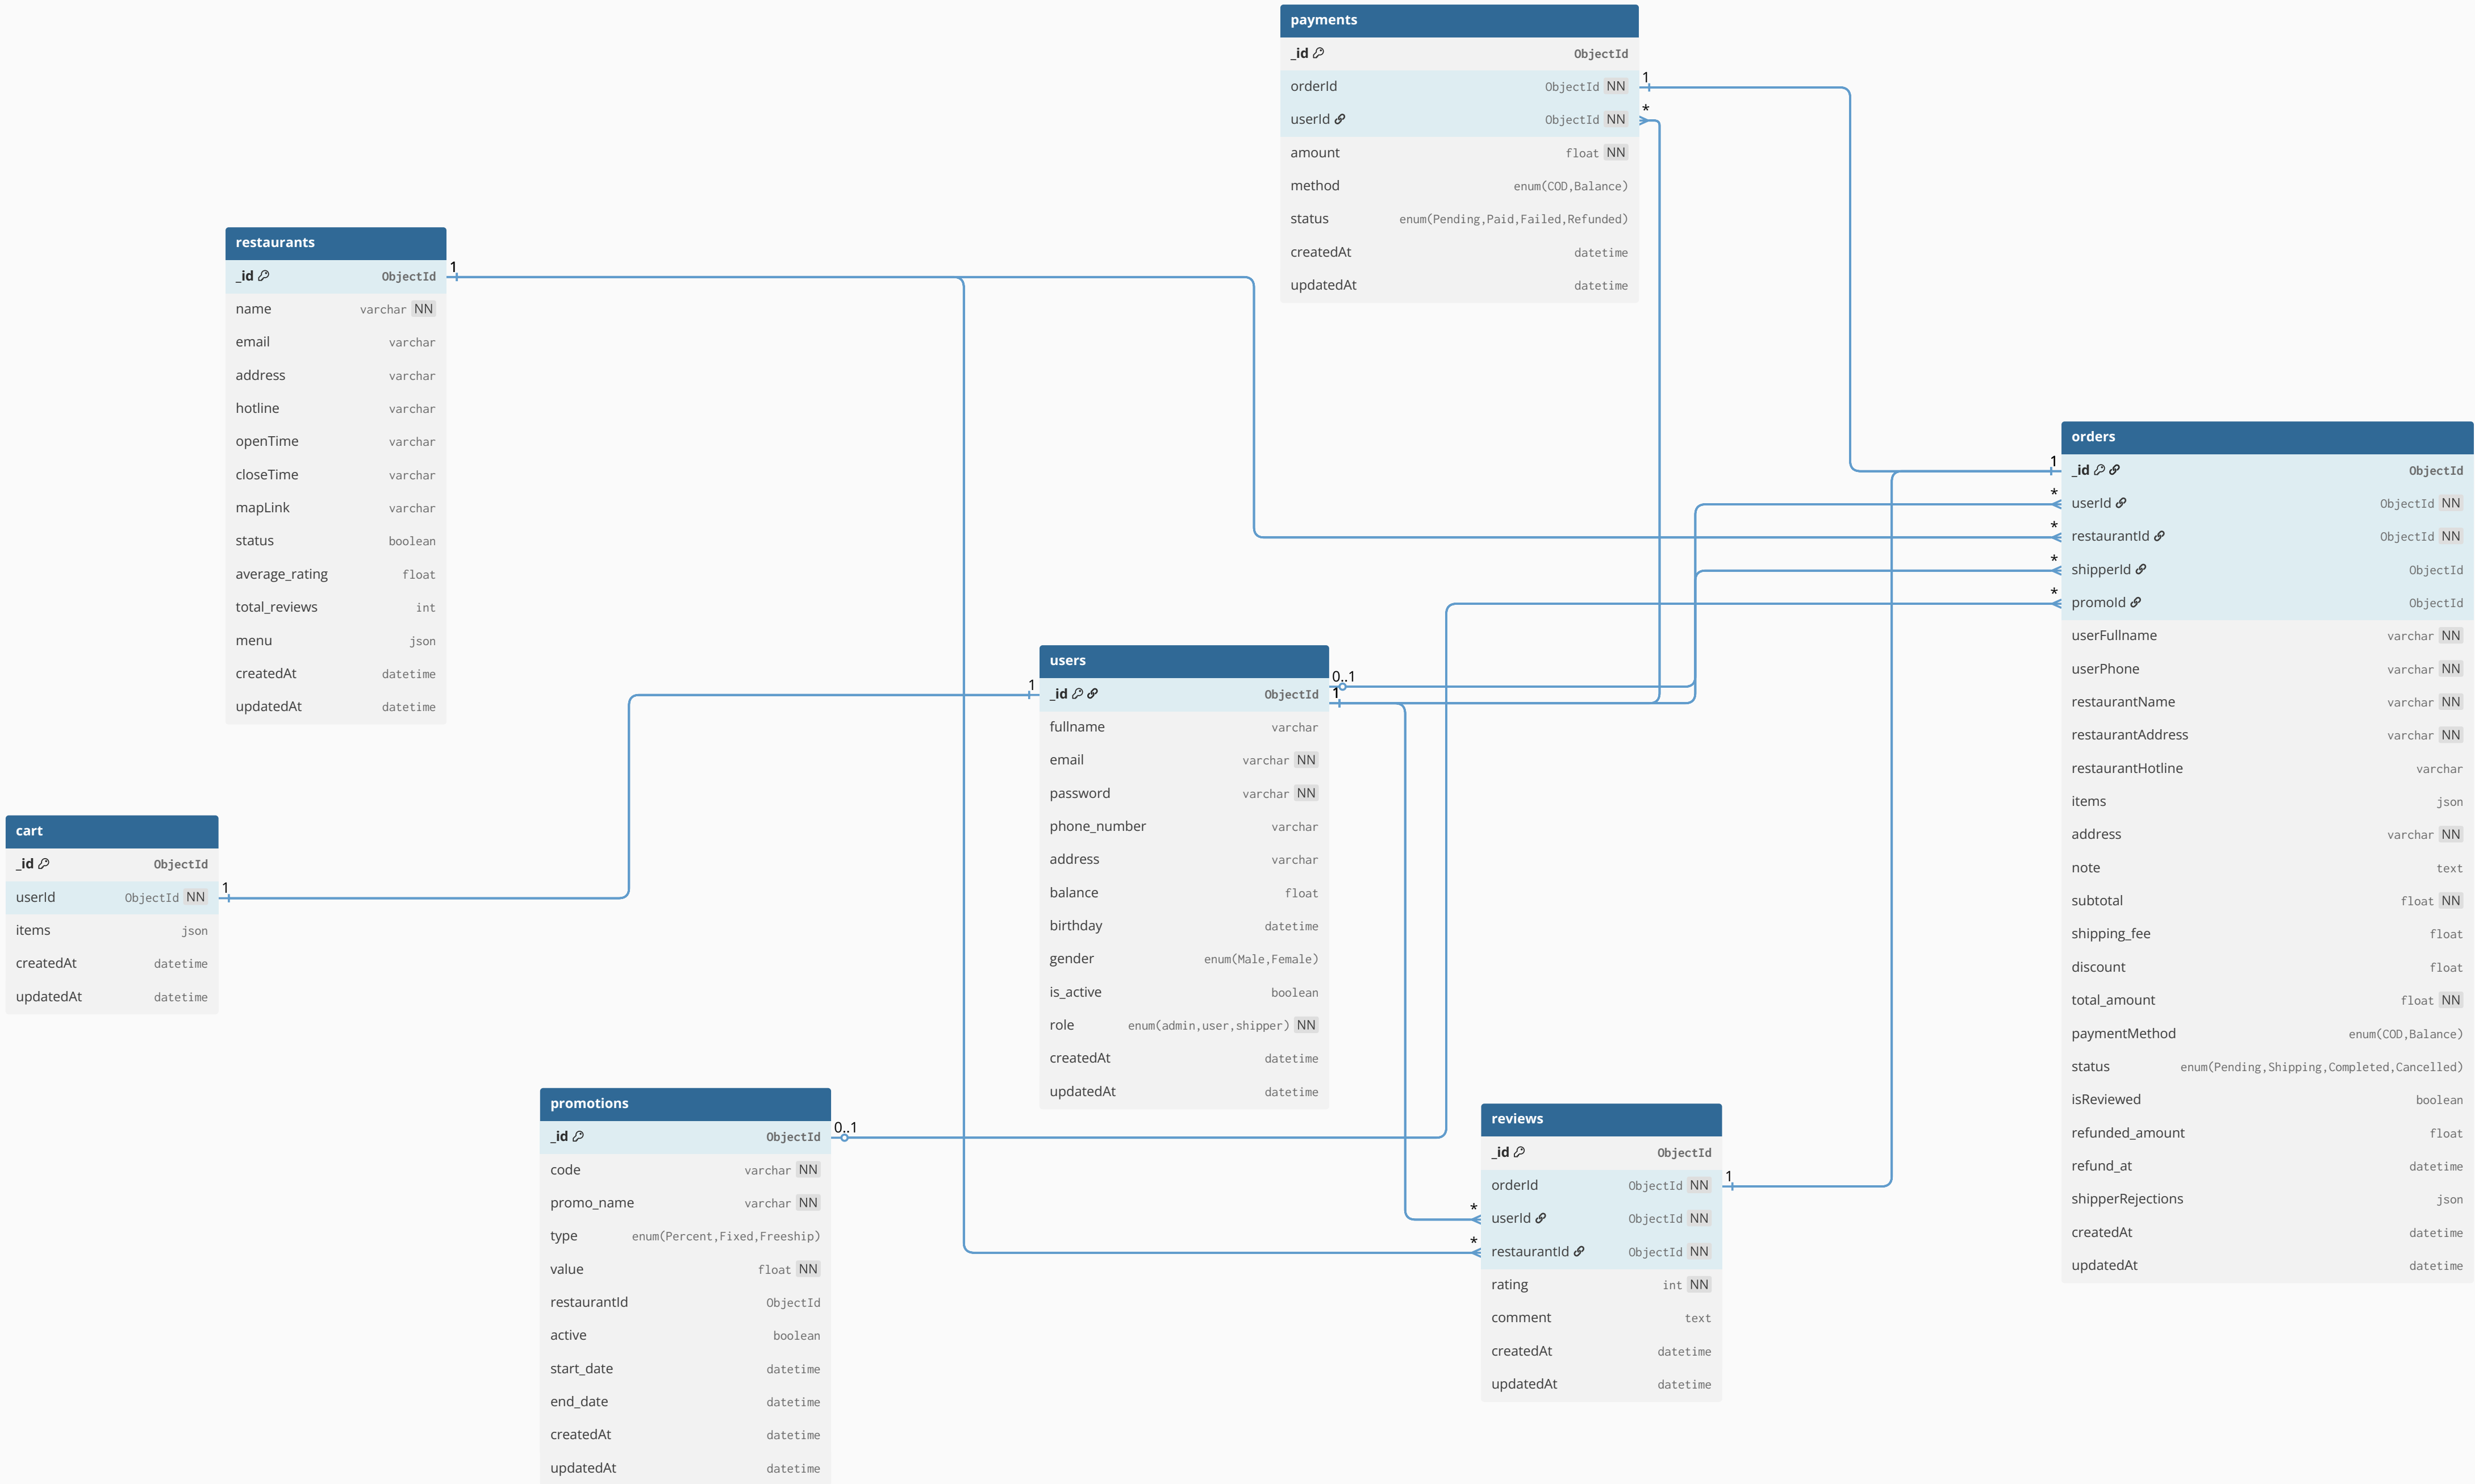 payments
_id ObjectId
orderId ObjectId NN
userId ObjectId NN
amount float NN
method enum(COD,Balance)
status enum(Pending,Paid,Failed,Refunded)
createdAt datetime
updatedAt datetime
1
*
restaurants
_id ObjectId
name varchar NN
email varchar
address varchar
hotline varchar
openTime varchar
closeTime varchar
mapLink varchar
status boolean
average_rating float
total_reviews int
menu json
createdAt datetime
updatedAt datetime
1
orders
_id ObjectId
userId ObjectId NN
restaurantId ObjectId NN
shipperId ObjectId
promoId ObjectId
userFullname varchar NN
userPhone varchar NN
restaurantName varchar NN
restaurantAddress varchar NN
restaurantHotline varchar
items json
address varchar NN
note text
subtotal float NN
shipping_fee float
discount float
total_amount float NN
paymentMethod enum(COD,Balance)
status enum(Pending,Shipping,Completed,Cancelled)
isReviewed boolean
refunded_amount float
refund_at datetime
shipperRejections json
createdAt datetime
updatedAt datetime
1
*
*
*
*
users
_id ObjectId
fullname varchar
email varchar NN
password varchar NN
phone_number varchar
address varchar
balance float
birthday datetime
gender enum(Male,Female)
is_active boolean
role enum(admin,user,shipper) NN
createdAt datetime
updatedAt datetime
1
0..1
1
cart
_id ObjectId
userId ObjectId NN
items json
createdAt datetime
updatedAt datetime
1
promotions
_id ObjectId
code varchar NN
promo_name varchar NN
type enum(Percent,Fixed,Freeship)
value float NN
restaurantId ObjectId
active boolean
start_date datetime
end_date datetime
createdAt datetime
updatedAt datetime
0..1
reviews
_id ObjectId
orderId ObjectId NN
userId ObjectId NN
restaurantId ObjectId NN
rating int NN
comment text
createdAt datetime
updatedAt datetime
1
*
*